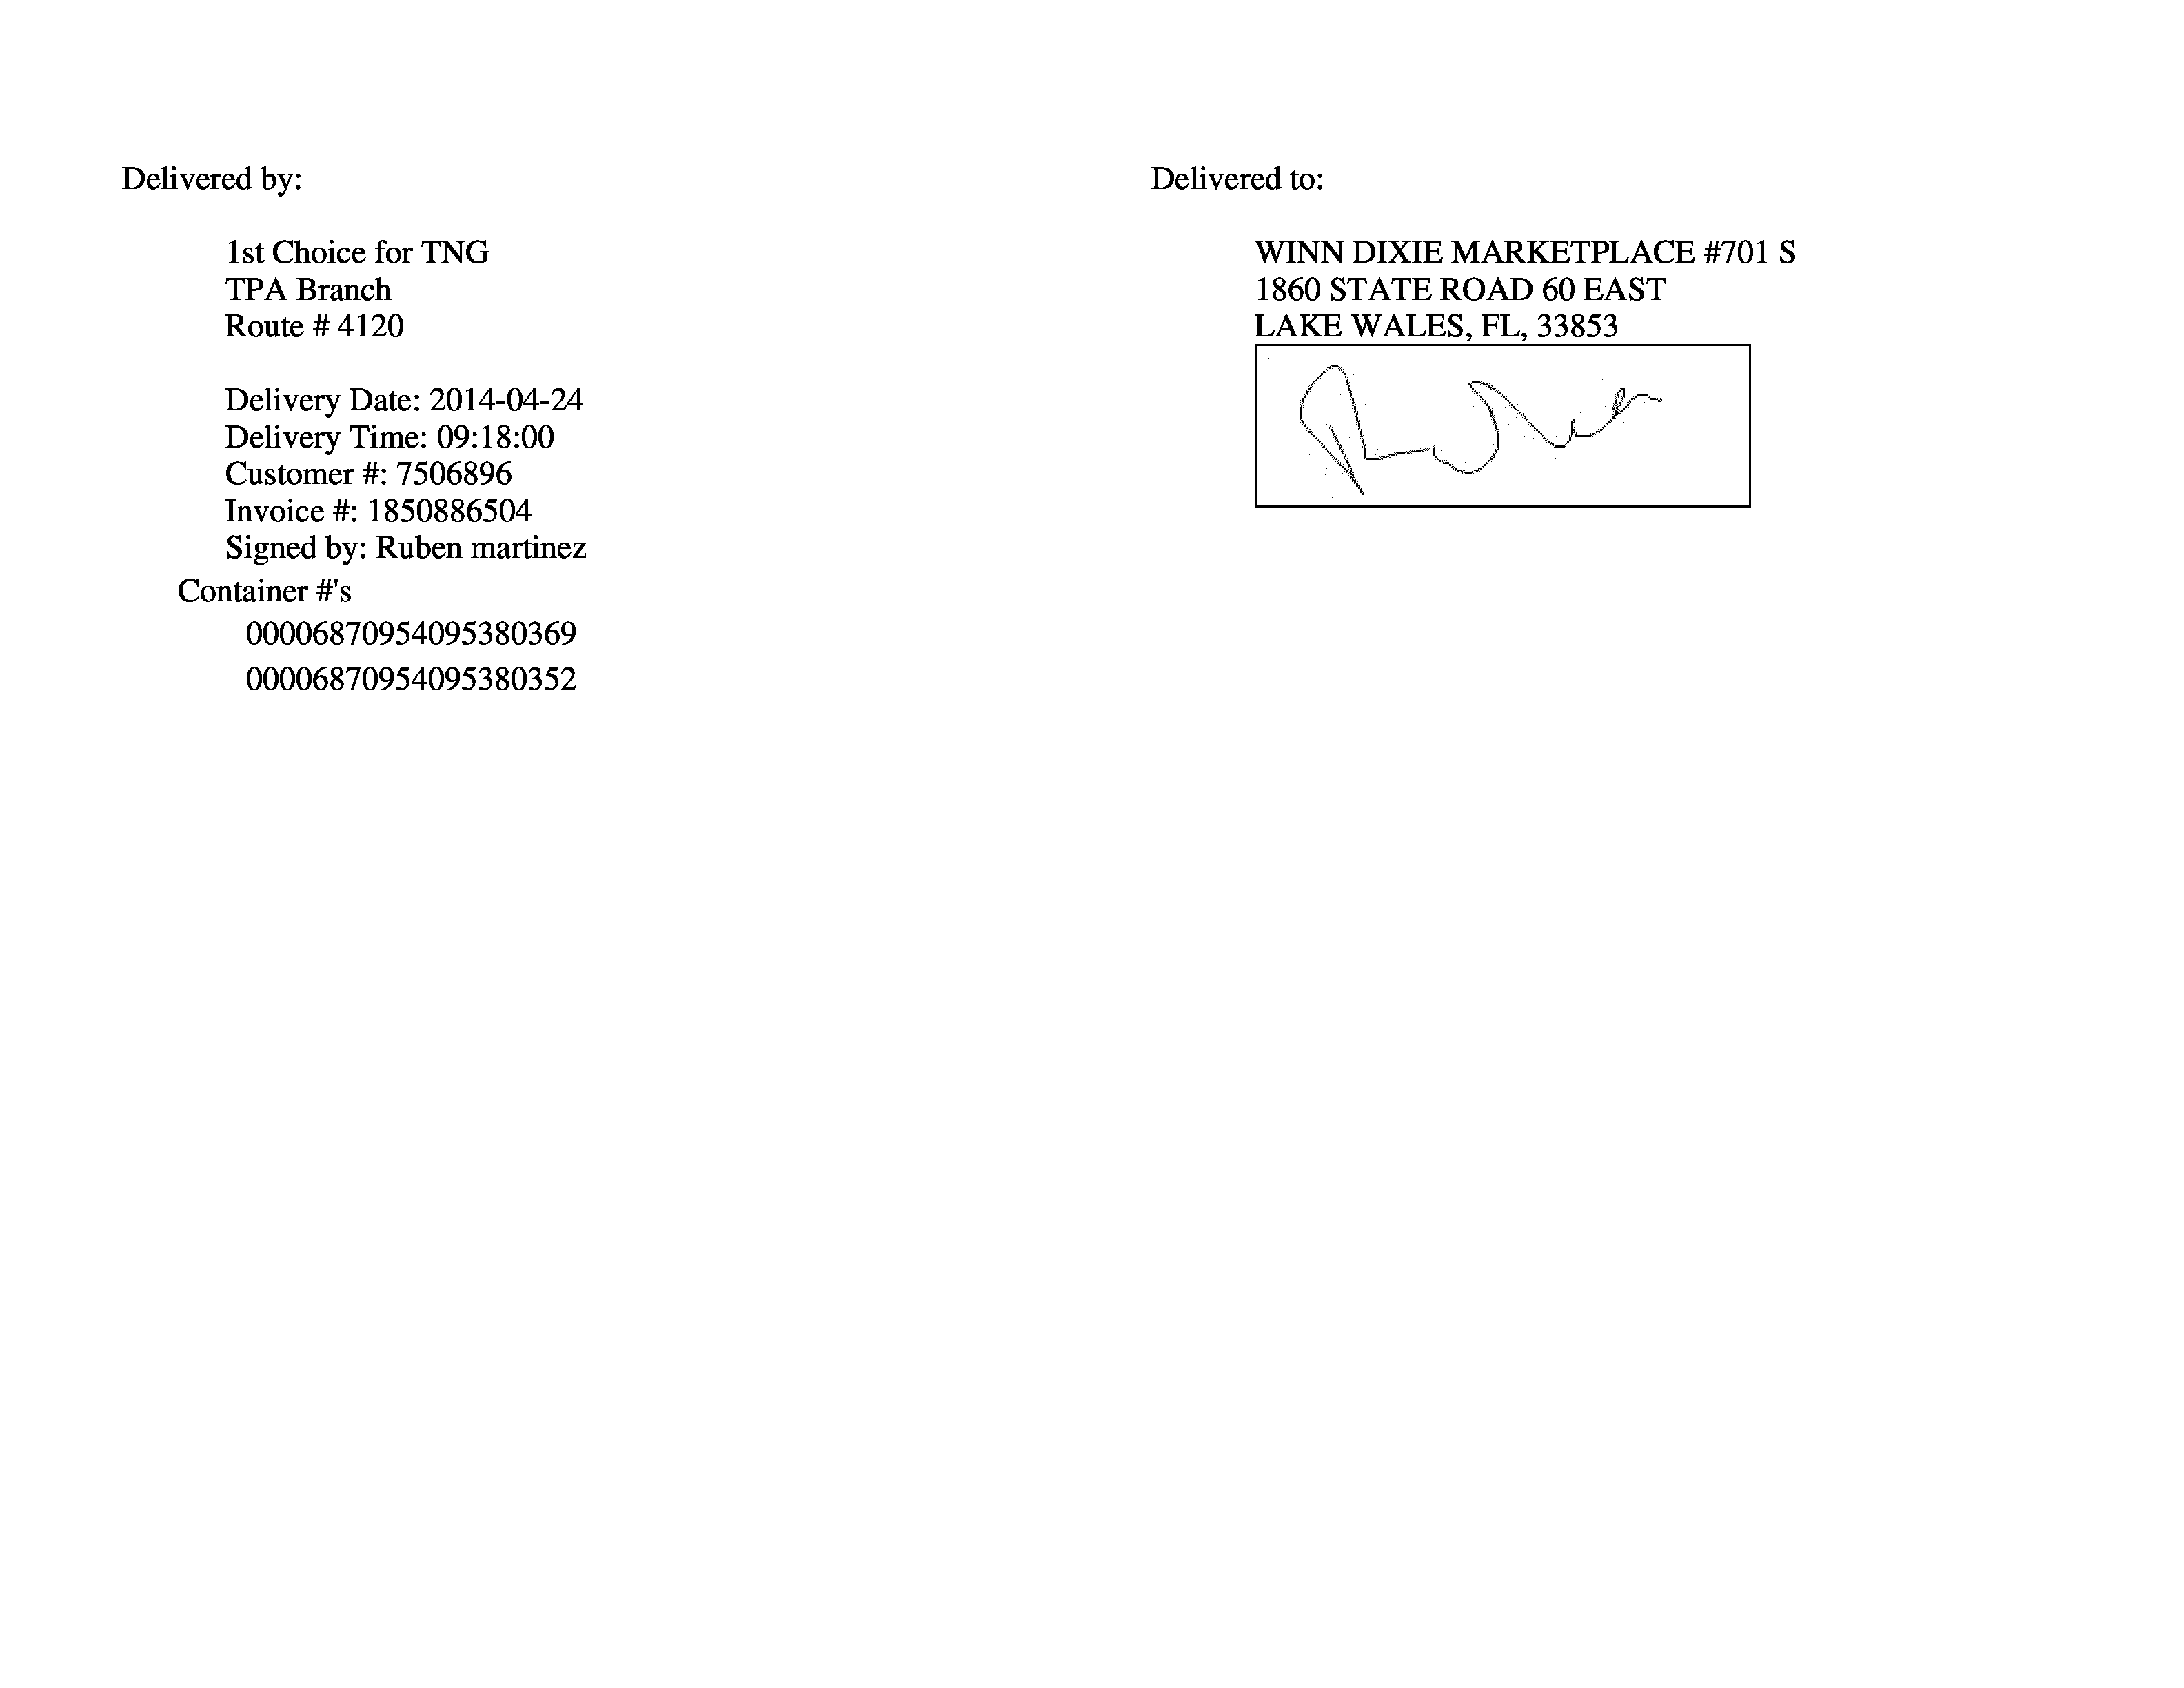 Delivered by:
1st Choice for TNG
TPA Branch
Route # 4120
Delivery Date: 2014-04-24
Delivery Time: 09:18:00
Customer #: 7506896
Invoice #: 1850886504
Signed by: Ruben martinez
Container #'s
00006870954095380369
00006870954095380352
Delivered to:
WINN DIXIE MARKETPLACE #701 S
1860 STATE ROAD 60 EAST
LAKE WALES, FL, 33853